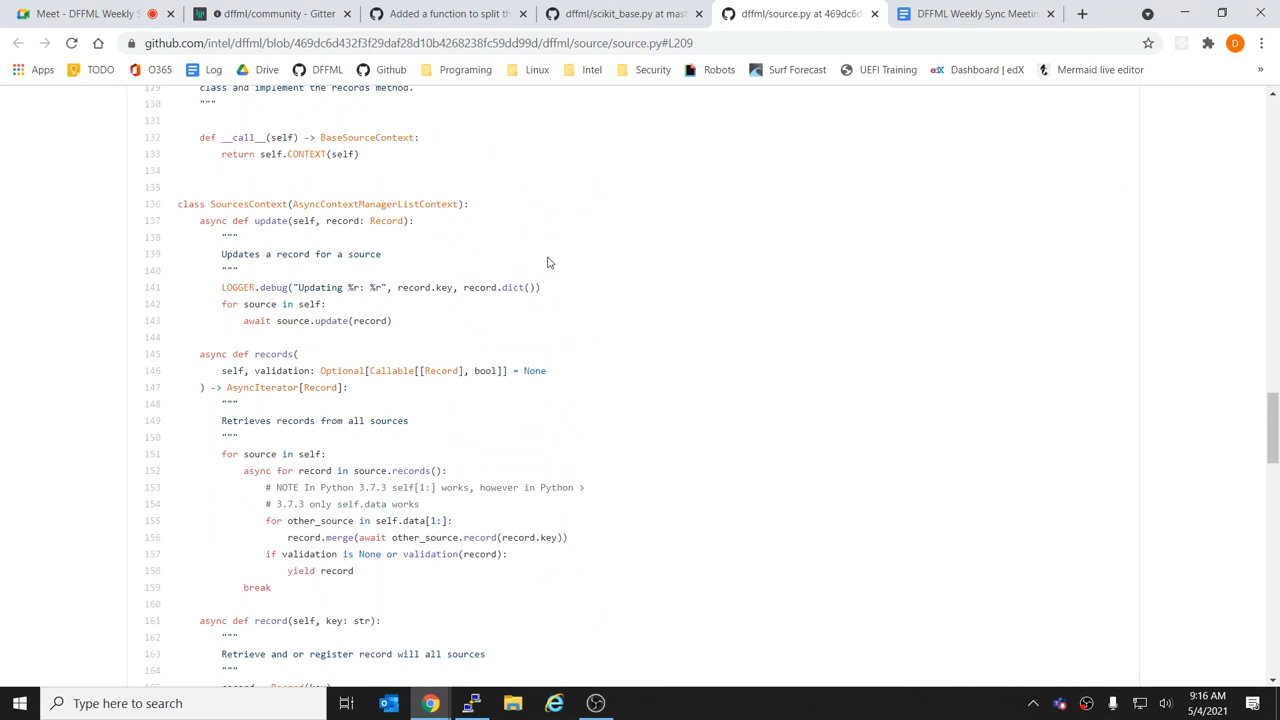 Meet - DFFML Weekly S
dffml/community - Gitter
Added a function to split th
dffml/scikit_base.py at mast
dffml/source.py at 469dc6d
DFFML Weekly Sync Meetin
github.com/intel/dffml/blob/469dc6d432f3f29daf28d10b4268238fc59dd99d/dffml/source/source.py#L209
D
Apps
TODO
O365
Log
Drive
DFFML
Github
Programing
Linux
Intel
Security
Robots
Surf Forecast
UEFI Training
edX
Dashboard | edX
Mermaid live editor
»
129 class and implement the records method.
130 """
131
132 def __call__(self) -> BaseSourceContext:
133 return self.CONTEXT(self)
134
135
136 class SourcesContext(AsyncContextManagerListContext):
137 async def update(self, record: Record):
138 """
139 Updates a record for a source
140 """
141 LOGGER.debug("Updating %r: %r", record.key, record.dict())
142 for source in self:
143 await source.update(record)
144
145 async def records(
146 self, validation: Optional[Callable[[Record], bool]] = None
147 ) -> AsyncIterator[Record]:
148 """
149 Retrieves records from all sources
150 """
151 for source in self:
152 async for record in source.records():
153 # NOTE In Python 3.7.3 self[1:] works, however in Python >
154 # 3.7.3 only self.data works
155 for other_source in self.data[1:]:
156 record.merge(await other_source.record(record.key))
157 if validation is None or validation(record):
158 yield record
159 break
160
161 async def record(self, key: str):
162 """
163 Retrieve and or register record will all sources
164 """
165 record = Record(key)
Type here to search
9:16 AM
5/4/2021